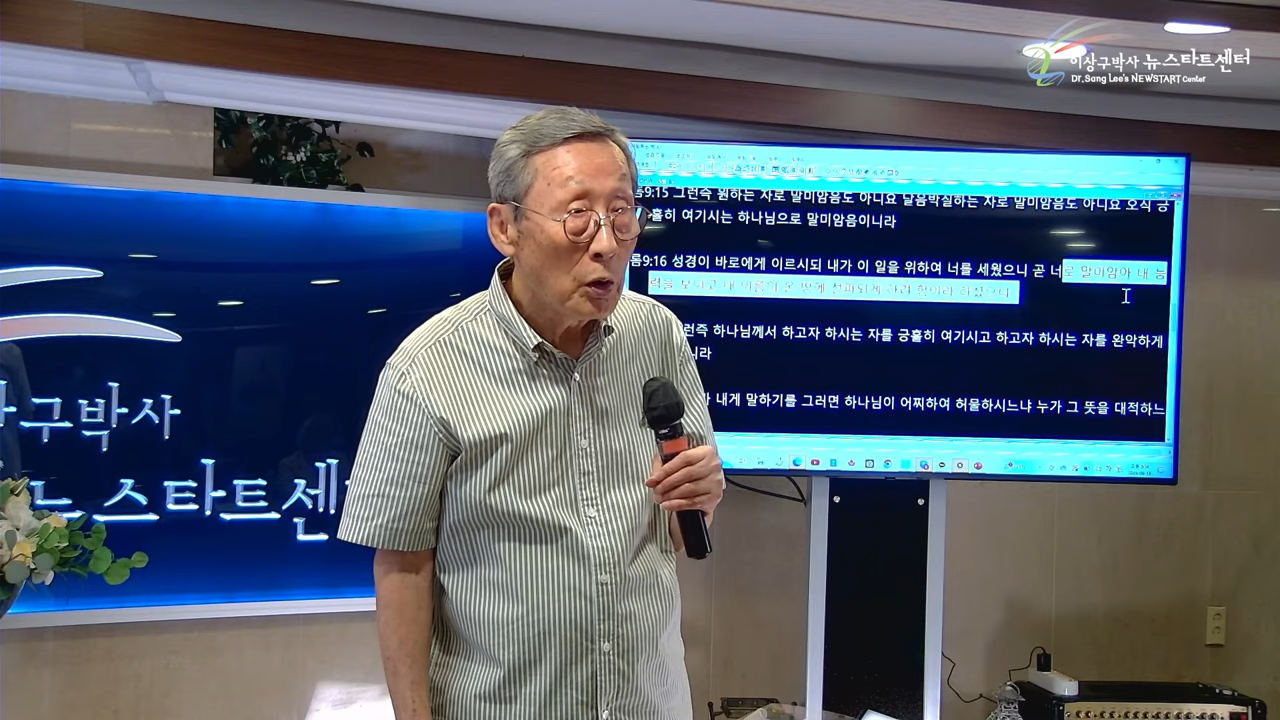 이상구박사 뉴스타트센터
Dr. Sang Lee's NEWSTART Center
롬9:15 그런즉 원하는 자로 말미암음도 아니요 달음박질하는 자로 말미암음도 아니요 오직 긍
휼히 여기시는 하나님으로 말미암음이니라
롬9:16 성경이 바로에게 이르시되 내가 이 일을 위하여 너를 세웠으니 곧 너로 말미암아 내 능
력을 보이고 내 이름이 온 땅에 전파되게 하려 함이라 하셨으니
런즉 하나님께서 하고자 하시는 자를 긍휼히 여기시고 하고자 하시는 자를 완악하게
니라
내게 말하기를 그러면 하나님이 어찌하여 허물하시느냐 누가 그 뜻을 대적하느
구박사
뉴스타트센